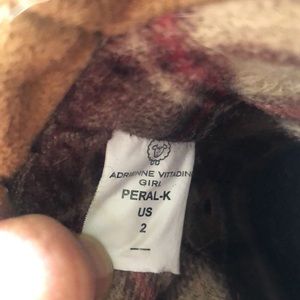 ADRIENNE VITTADINI
GIRL
PERAL-K
US
2